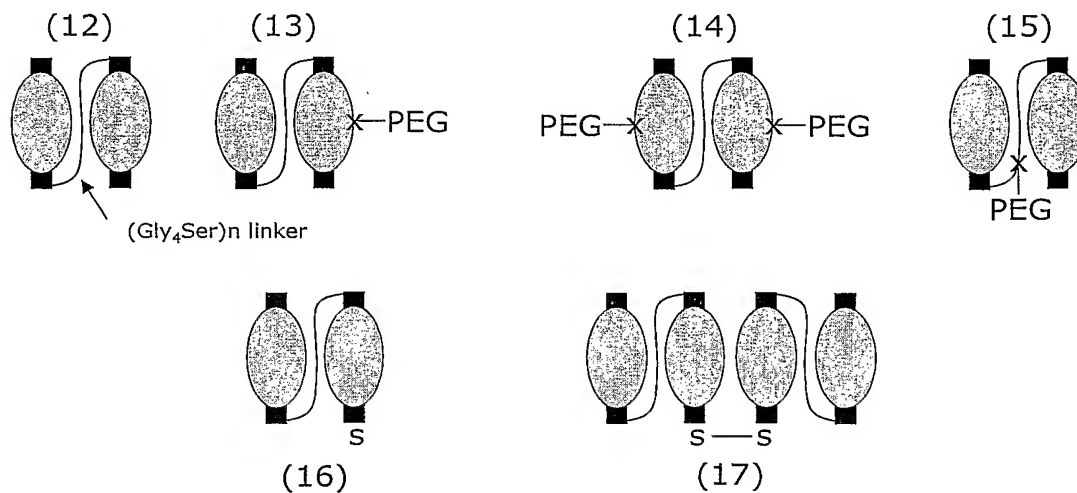 (12) (13) (14) (15)
X—PEG PEG—X X—PEG X
PEG
(Gly₄Ser)n linker
S S — S
(16) (17)